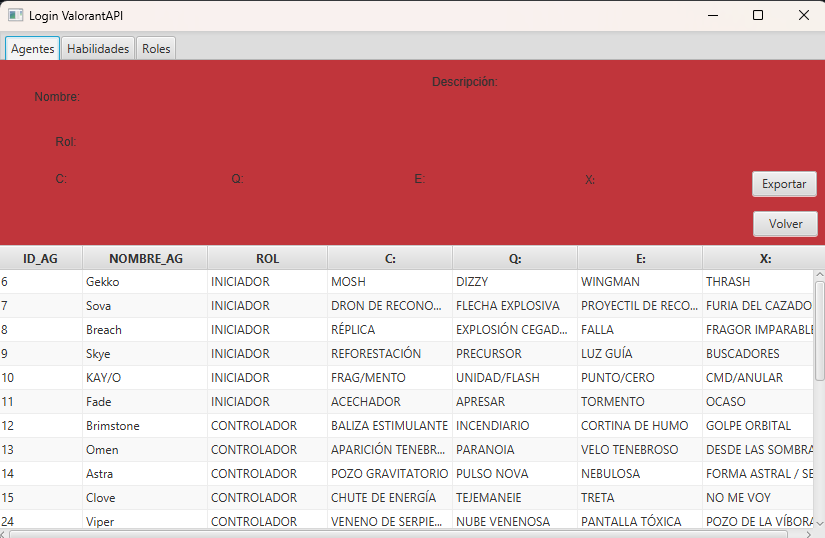 Login ValorantAPI
Agentes Habilidades Roles
Descripción:
Nombre:
Rol:
C: Q: E: X:
Exportar
Volver
ID_AG NOMBRE_AG ROL C: Q: E: X:
6 Gekko INICIADOR MOSH DIZZY WINGMAN THRASH
7 Sova INICIADOR DRON DE RECONO... FLECHA EXPLOSIVA PROYECTIL DE RECO... FURIA DEL CAZADO
8 Breach INICIADOR RÉPLICA EXPLOSIÓN CEGAD... FALLA FRAGOR IMPARABLE
9 Skye INICIADOR REFORESTACIÓN PRECURSOR LUZ GUÍA BUSCADORES
10 KAY/O INICIADOR FRAG/MENTO UNIDAD/FLASH PUNTO/CERO CMD/ANULAR
11 Fade INICIADOR ACECHADOR APRESAR TORMENTO OCASO
12 Brimstone CONTROLADOR BALIZA ESTIMULANTE INCENDIARIO CORTINA DE HUMO GOLPE ORBITAL
13 Omen CONTROLADOR APARICIÓN TENEBR... PARANOIA VELO TENEBROSO DESDE LAS SOMBRA
14 Astra CONTROLADOR POZO GRAVITATORIO PULSO NOVA NEBULOSA FORMA ASTRAL / SE
15 Clove CONTROLADOR CHUTE DE ENERGÍA TEJEMANEIE TRETA NO ME VOY
24 Viper CONTROLADOR VENENO DE SERPIE... NUBE VENENOSA PANTALLA TÓXICA POZO DE LA VÍBORA